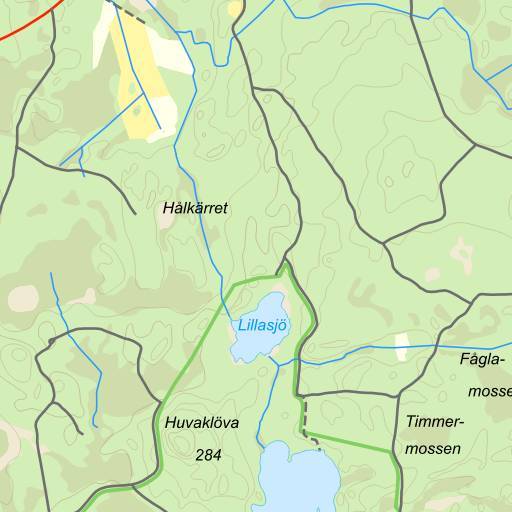 Hålkärret
Lillasjö
Fågla-
mosse
Huvaklöva
284
Timmer-
mossen